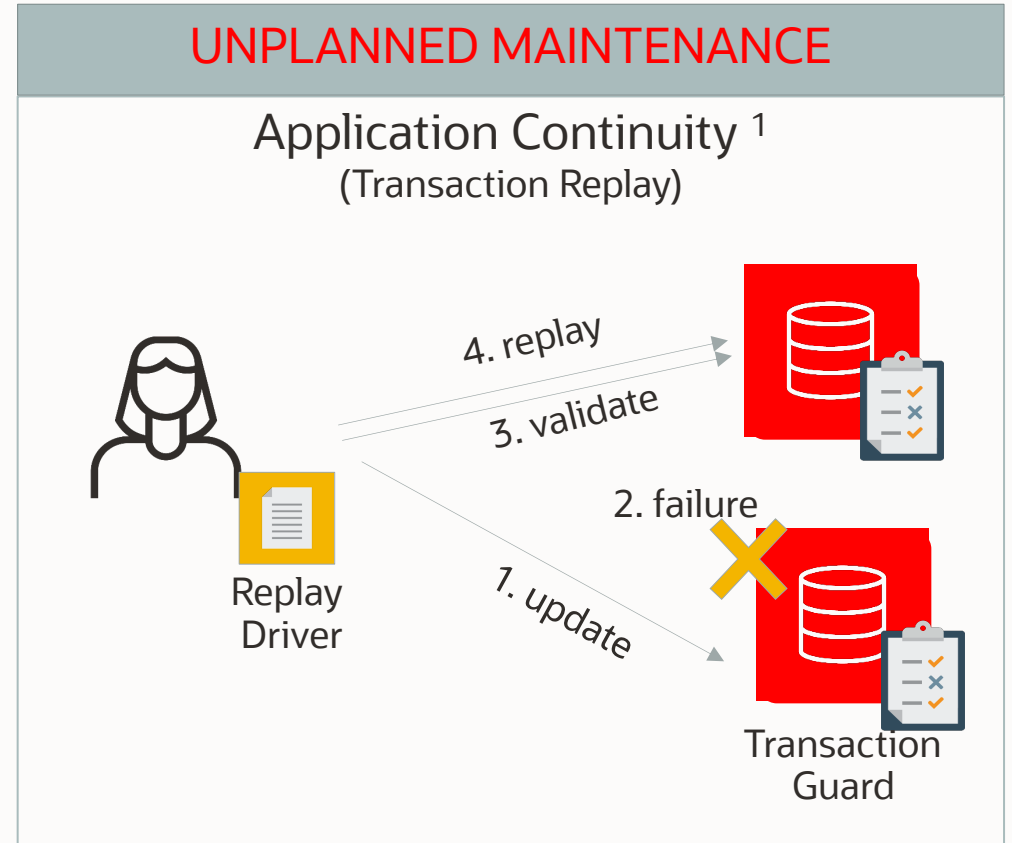 UNPLANNED MAINTENANCE
Application Continuity ¹
(Transaction Replay)
4. replay
3. validate
2. failure
1. update
Replay
Driver
Transaction
Guard